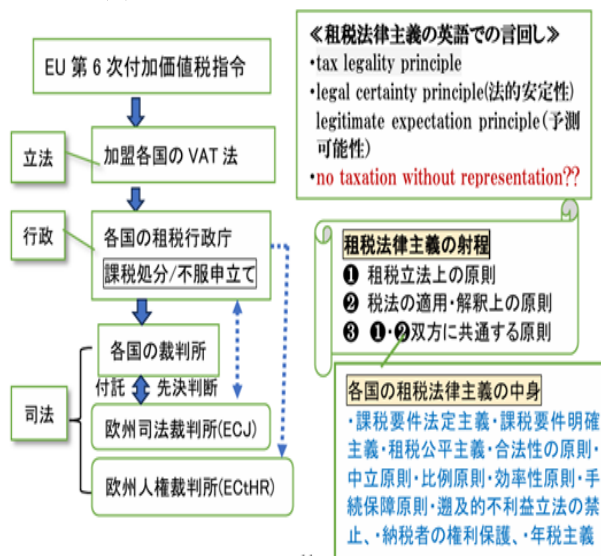 EU 第6次付加価値税指令
立法
加盟各国の VAT 法
行政
各国の租税行政庁
課税処分/不服申立て
各国の裁判所
付託 先決判断
司法
欧州司法裁判所(ECJ)
欧州人権裁判所(ECtHR)
≪租税法律主義の英語での言回し≫
・tax legality principle
・legal certainty principle(法的安定性)
legitimate expectation principle(予測
可能性)
・no taxation without representation??
租税法律主義の射程
❶ 租税立法上の原則
❷ 税法の適用・解釈上の原則
❸ ❶・❷双方に共通する原則
各国の租税法律主義の中身
・課税要件法定主義・課税要件明確
主義・租税公平主義・合法性の原則・
中立原則・比例原則・効率性原則・手
続保障原則・遡及的不利益立法の禁
止、・納税者の権利保護、・年税主義